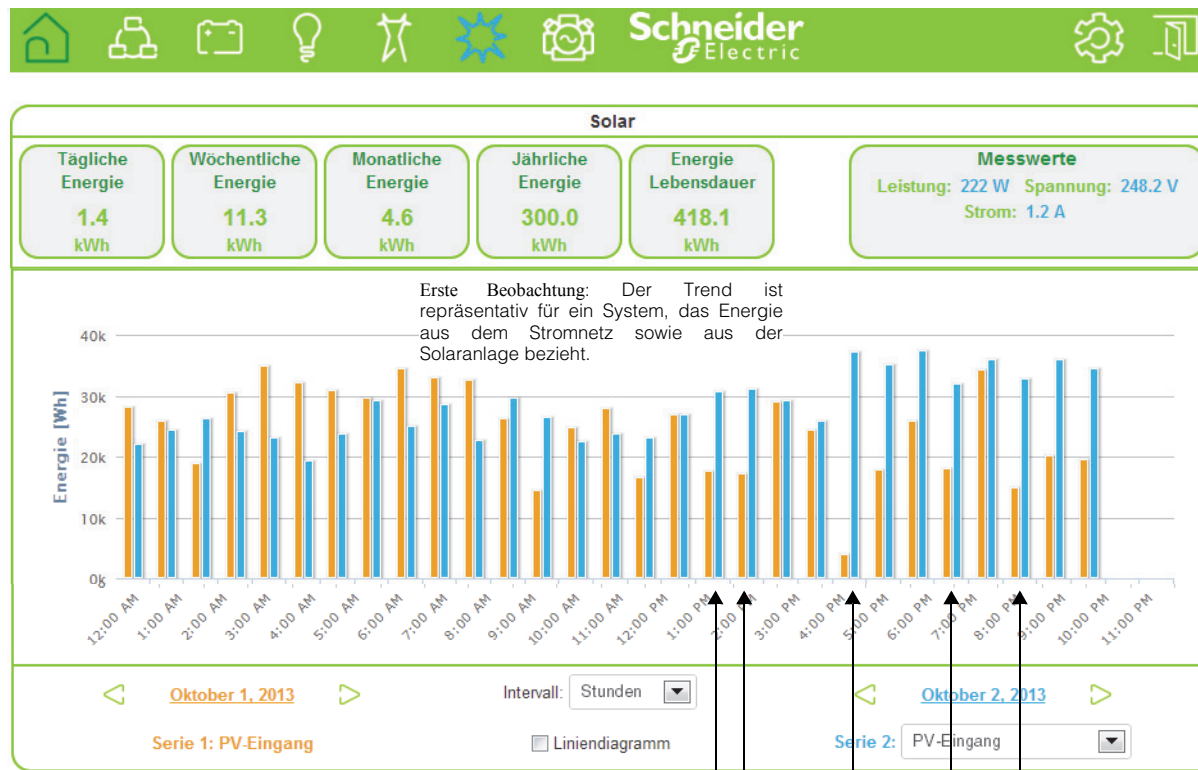 Schneider
Electric
Solar
Tägliche
Energie
1.4
kWh
Wöchentliche
Energie
11.3
kWh
Monatliche
Energie
4.6
kWh
Jährliche
Energie
300.0
kWh
Energie
Lebensdauer
418.1
kWh
Messwerte
Leistung: 222 W Spannung: 248.2 V
Strom: 1.2 A
Erste Beobachtung: Der Trend ist
repräsentativ für ein System, das Energie
aus dem Stromnetz sowie aus der
Solaranlage bezieht.
Energie [Wh]
40k
30k
20k
10k
0k
12:00 AM
1:00 AM
2:00 AM
3:00 AM
4:00 AM
5:00 AM
6:00 AM
7:00 AM
8:00 AM
9:00 AM
10:00 AM
11:00 AM
12:00 PM
1:00 PM
2:00 PM
3:00 PM
4:00 PM
5:00 PM
6:00 PM
7:00 PM
8:00 PM
9:00 PM
10:00 PM
11:00 PM
Oktober 1, 2013
Intervall: Stunden
Oktober 2, 2013
Serie 1: PV-Eingang
Liniendiagramm
Serie 2: PV-Eingang